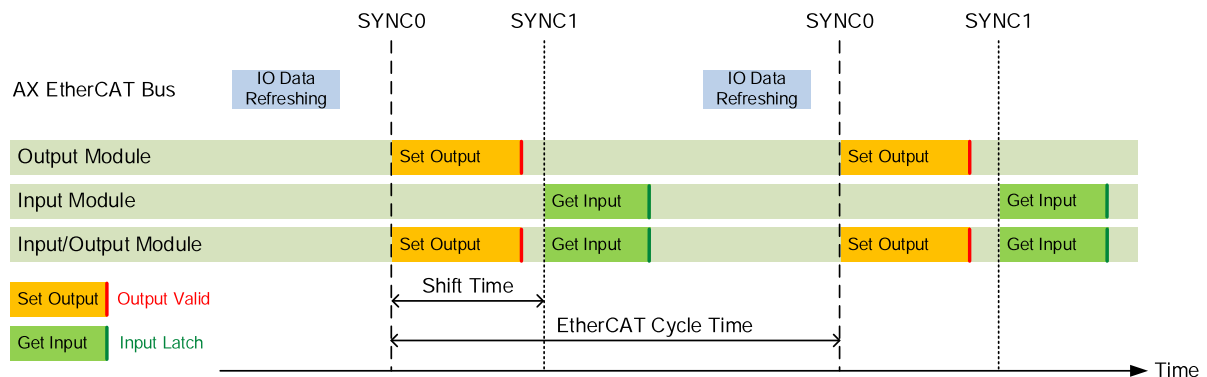 SYNC0 SYNC1 SYNC0 SYNC1
AX EtherCAT Bus
IO Data
Refreshing
IO Data
Refreshing
Output Module Set Output Set Output
Input Module Get Input Get Input
Input/Output Module Set Output Get Input Set Output Get Input
Shift Time
Set Output Output Valid
EtherCAT Cycle Time
Get Input Input Latch
Time